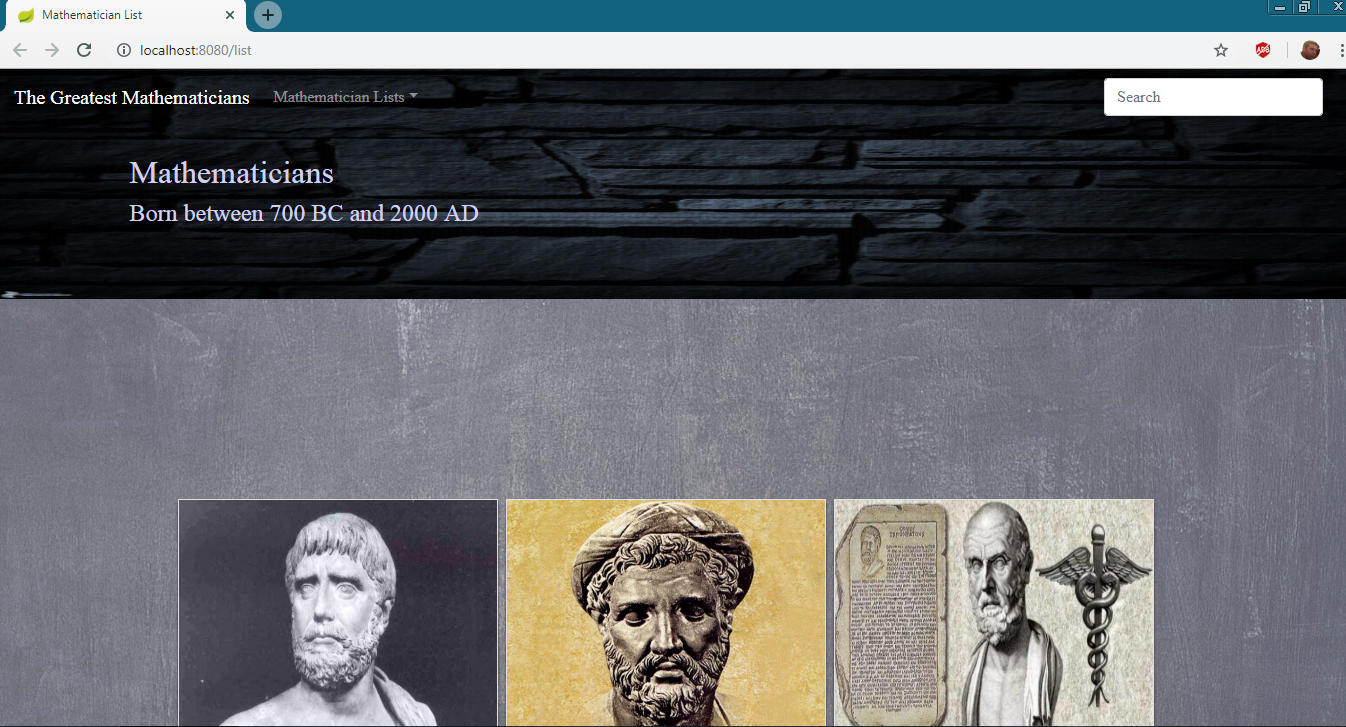 Mathematician List
localhost:8080/list
ABP
The Greatest Mathematicians
Mathematician Lists
Search
Mathematicians
Born between 700 BC and 2000 AD